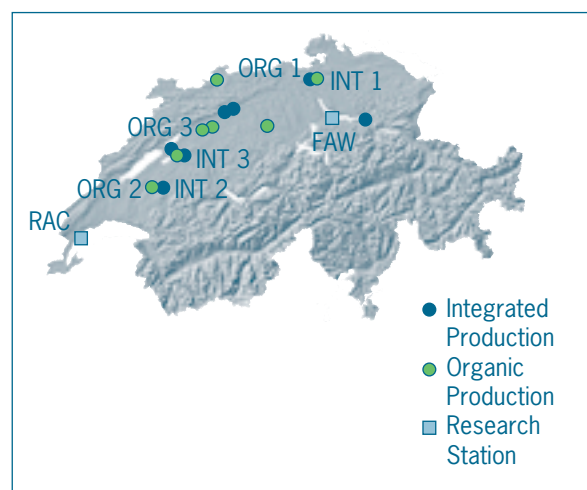 ORG 1
INT 1
ORG 3
FAW
INT 3
ORG 2
INT 2
RAC
Integrated
Production
Organic
Production
Research
Station